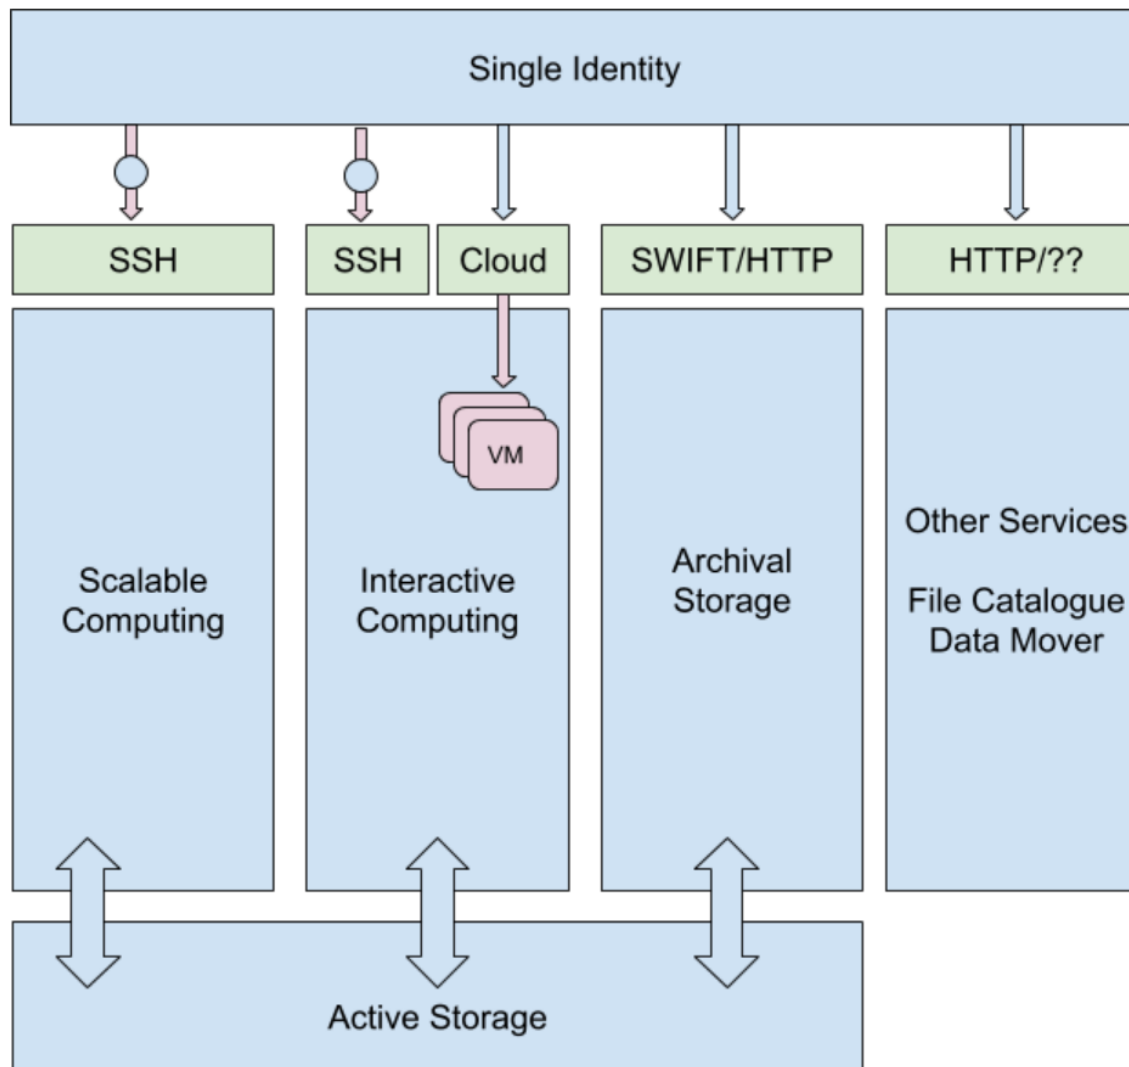 Single Identity
SSH
SSH
Cloud
SWIFT/HTTP
HTTP/??
VM
Scalable
Computing
Interactive
Computing
Archival
Storage
Other Services
File Catalogue
Data Mover
Active Storage